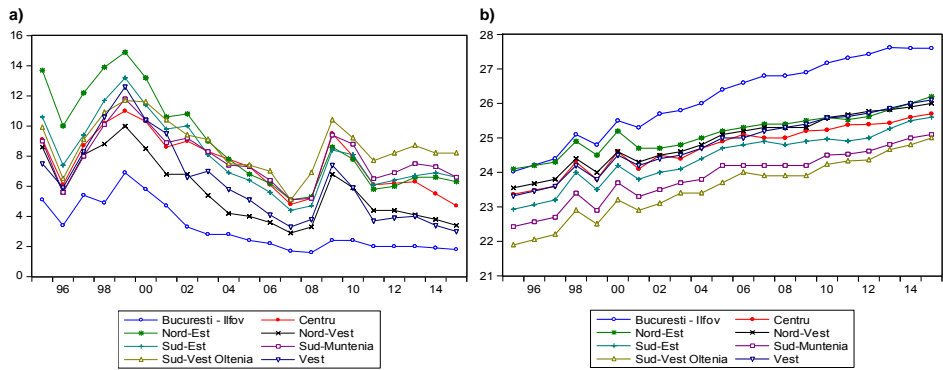 a)
16
14
12
10
8
6
4
2
0
96 98 00 02 04 06 08 10 12 14
Bucuresti - Ilfov Centru
Nord-Est Nord-Vest
Sud-Est Sud-Muntenia
Sud-Vest Oltenia Vest
b)
28
27
26
25
24
23
22
21
96 98 00 02 04 06 08 10 12 14
Bucuresti - Ilfov Centru
Nord-Est Nord-Vest
Sud-Est Sud-Muntenia
Sud-Vest Oltenia Vest